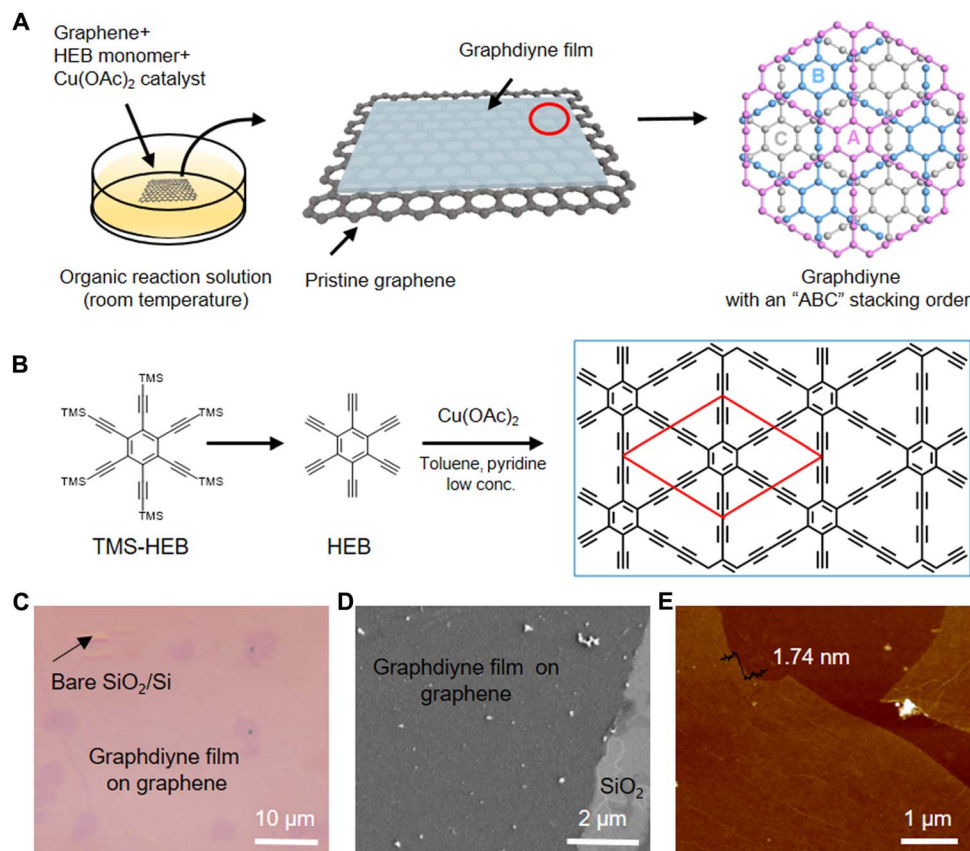 A
Graphene+
HEB monomer+
Cu(OAc)₂ catalyst
Organic reaction solution
(room temperature)
Graphdiyne film
Pristine graphene
B
C
A
Graphdiyne
with an “ABC” stacking order
B
TMS
TMS
TMS
TMS
TMS
TMS
TMS-HEB
HEB
Cu(OAc)₂
Toluene, pyridine
low conc.
C
Bare SiO₂/Si
Graphdiyne film
on graphene
10 µm
D
Graphdiyne film on
graphene
SiO₂
2 µm
E
1.74 nm
1 µm